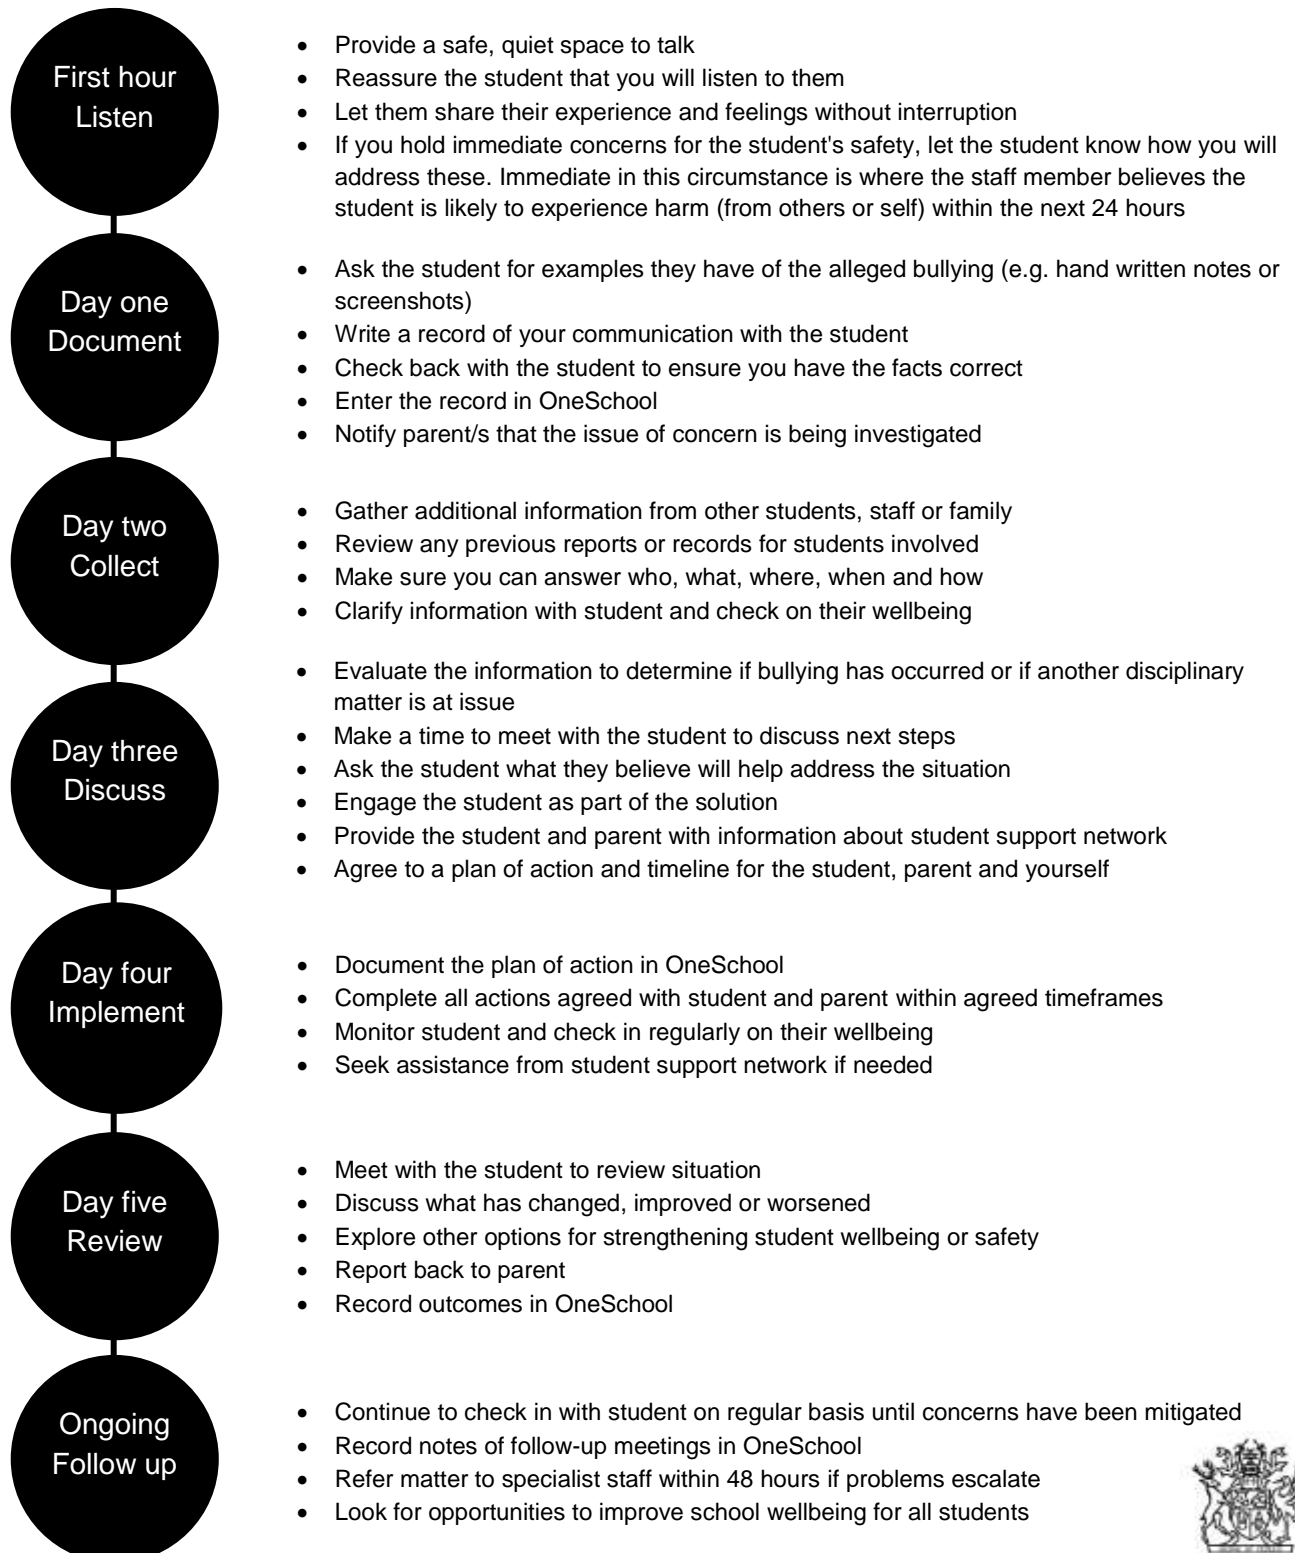 First hour
Listen
• Provide a safe, quiet space to talk
• Reassure the student that you will listen to them
• Let them share their experience and feelings without interruption
• If you hold immediate concerns for the student's safety, let the student know how you will
address these. Immediate in this circumstance is where the staff member believes the
student is likely to experience harm (from others or self) within the next 24 hours
Day one
Document
• Ask the student for examples they have of the alleged bullying (e.g. hand written notes or
screenshots)
• Write a record of your communication with the student
• Check back with the student to ensure you have the facts correct
• Enter the record in OneSchool
• Notify parent/s that the issue of concern is being investigated
Day two
Collect
• Gather additional information from other students, staff or family
• Review any previous reports or records for students involved
• Make sure you can answer who, what, where, when and how
• Clarify information with student and check on their wellbeing
Day three
Discuss
• Evaluate the information to determine if bullying has occurred or if another disciplinary
matter is at issue
• Make a time to meet with the student to discuss next steps
• Ask the student what they believe will help address the situation
• Engage the student as part of the solution
• Provide the student and parent with information about student support network
• Agree to a plan of action and timeline for the student, parent and yourself
Day four
Implement
• Document the plan of action in OneSchool
• Complete all actions agreed with student and parent within agreed timeframes
• Monitor student and check in regularly on their wellbeing
• Seek assistance from student support network if needed
Day five
Review
• Meet with the student to review situation
• Discuss what has changed, improved or worsened
• Explore other options for strengthening student wellbeing or safety
• Report back to parent
• Record outcomes in OneSchool
Ongoing
Follow up
• Continue to check in with student on regular basis until concerns have been mitigated
• Record notes of follow-up meetings in OneSchool
• Refer matter to specialist staff within 48 hours if problems escalate
• Look for opportunities to improve school wellbeing for all students